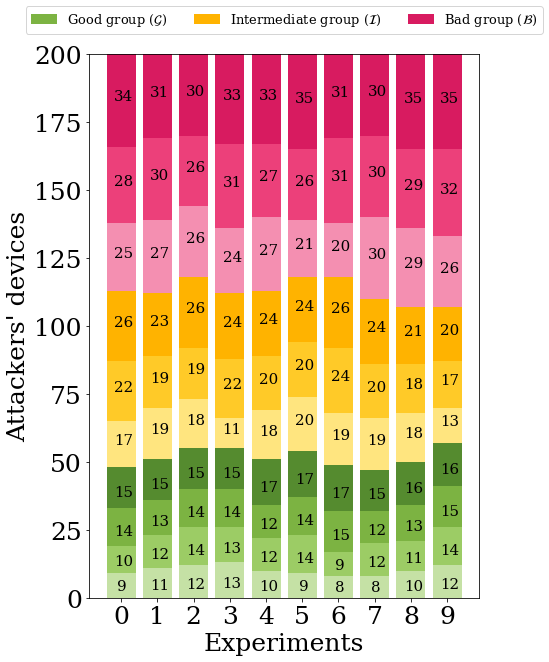 Good group (𝒢) Intermediate group (ℐ) Bad group (ℬ)
200
175
150
125
100
75
50
25
0
Attackers' devices
34 31 30 33 33 35 31 30 35 35
28 30 26 31 27 26 31 30 29 32
25 27 26 24 27 21 20 30 29 26
26 23 26 24 24 24 26 24 21 20
22 19 19 22 20 20 24 20 18 17
17 19 18 11 18 20 19 19 18 13
15 15 15 15 17 17 17 15 16 16
14 13 14 14 12 14 15 12 13 15
10 12 14 13 12 14 9 12 11 14
9 11 12 13 10 9 8 8 10 12
0 1 2 3 4 5 6 7 8 9
Experiments